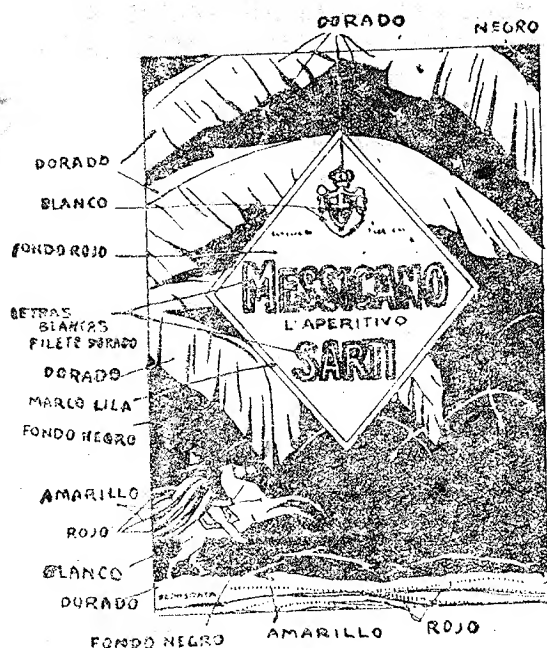 DORADO
NEGRO
DORADO
BLANCO
FONDO ROJO
MESSICANO
L'APERITIVO
SARTI
LETRAS
BLANCAS
FILETE DORADO
DORADO
MARCO LILA
FONDO NEGRO
AMARILLO
ROJO
BLANCO
DORADO
FONDO NEGRO
AMARILLO
ROJO